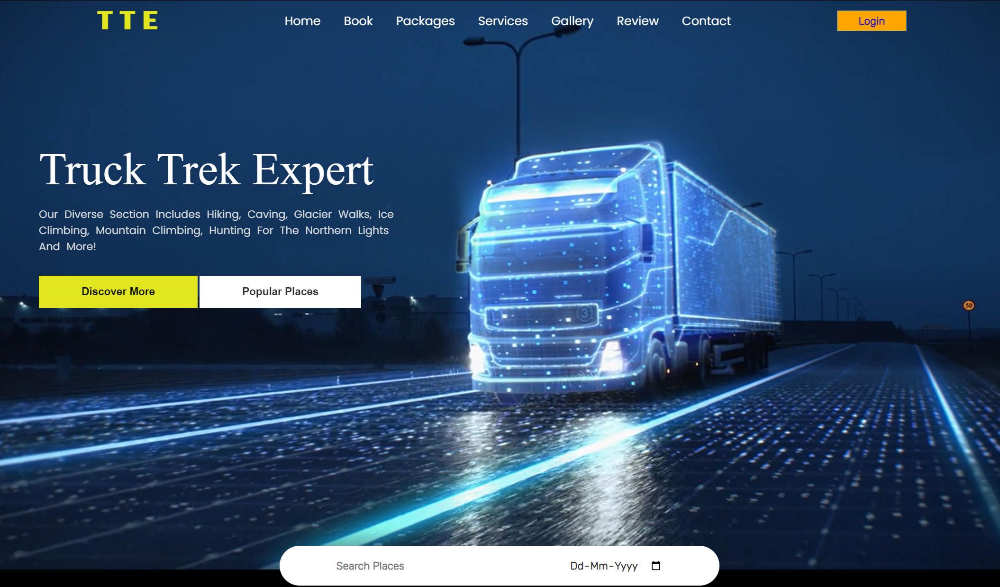 TTE
Home Book Packages Services Gallery Review Contact
Login
Truck Trek Expert
Our Diverse Section Includes Hiking, Caving, Glacier Walks, Ice
Climbing, Mountain Climbing, Hunting For The Northern Lights
And More!
Discover More
Popular Places
3
50
Search Places
Dd-Mm-Yyyy